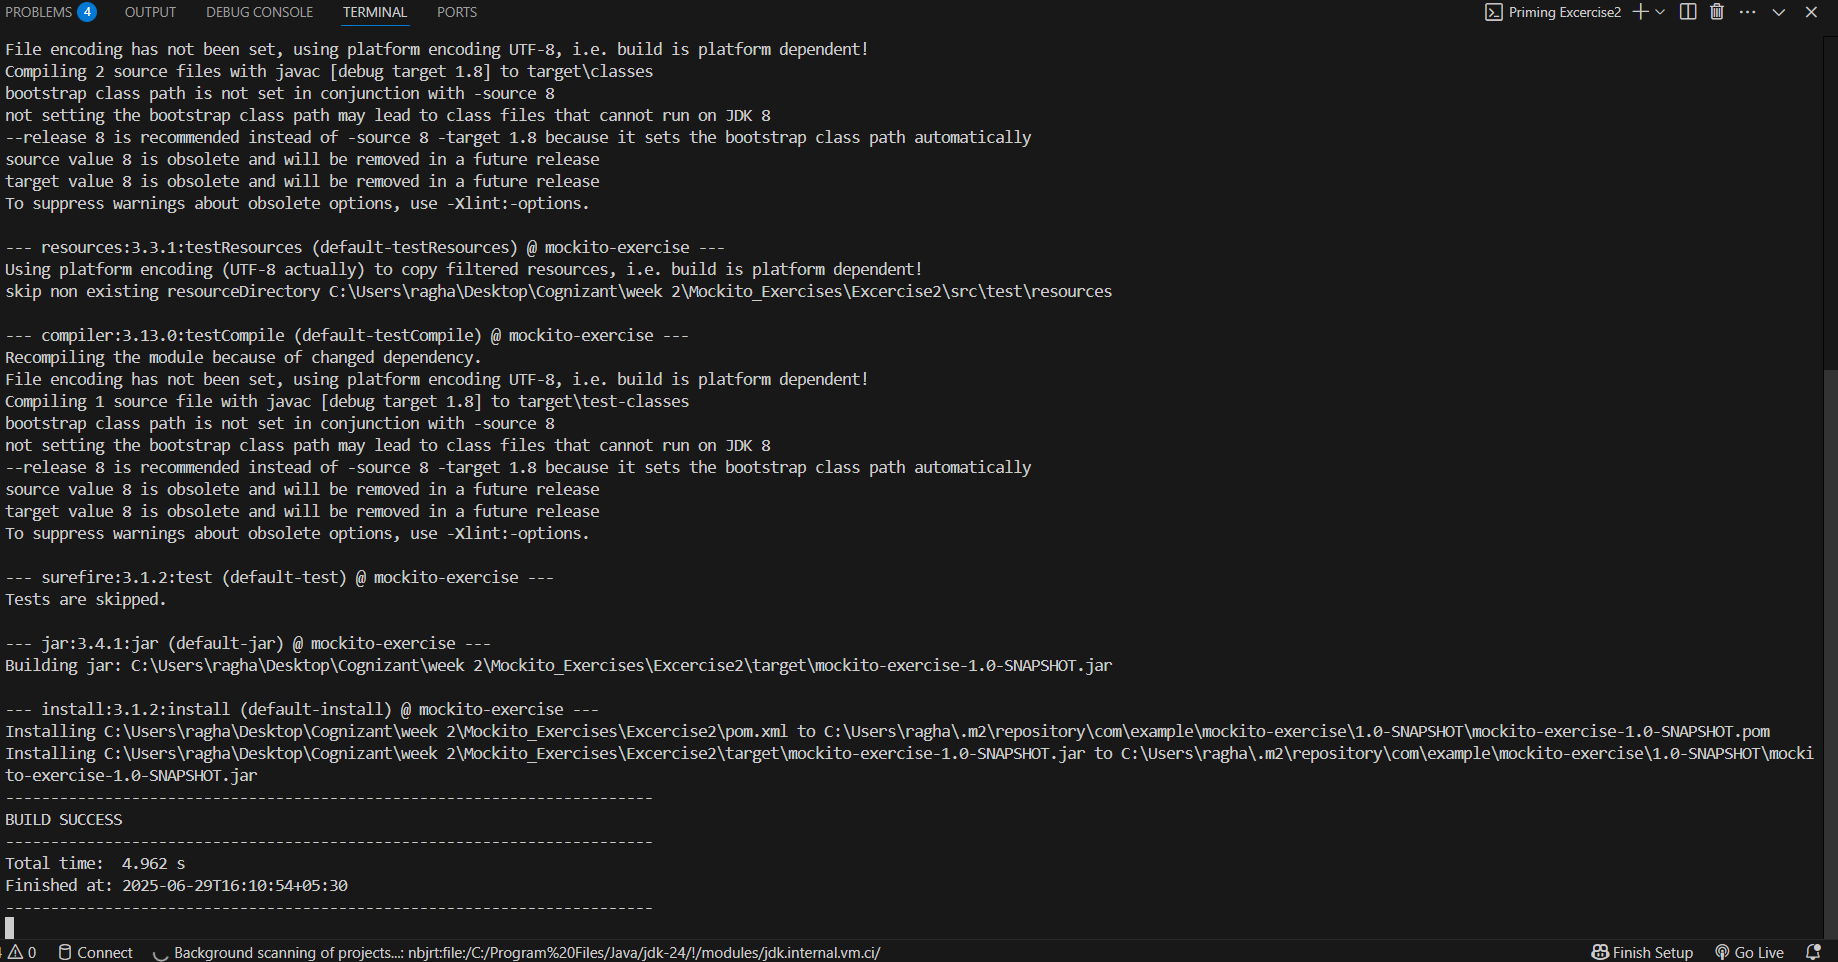 PROBLEMS 4 OUTPUT DEBUG CONSOLE TERMINAL PORTS Priming Excercise2
File encoding has not been set, using platform encoding UTF-8, i.e. build is platform dependent!
Compiling 2 source files with javac [debug target 1.8] to target\classes
bootstrap class path is not set in conjunction with -source 8
not setting the bootstrap class path may lead to class files that cannot run on JDK 8
--release 8 is recommended instead of -source 8 -target 1.8 because it sets the bootstrap class path automatically
source value 8 is obsolete and will be removed in a future release
target value 8 is obsolete and will be removed in a future release
To suppress warnings about obsolete options, use -Xlint:-options.
--- resources:3.3.1:testResources (default-testResources) @ mockito-exercise ---
Using platform encoding (UTF-8 actually) to copy filtered resources, i.e. build is platform dependent!
skip non existing resourceDirectory C:\Users\ragha\Desktop\Cognizant\week 2\Mockito_Exercises\Excercise2\src\test\resources
--- compiler:3.13.0:testCompile (default-testCompile) @ mockito-exercise ---
Recompiling the module because of changed dependency.
File encoding has not been set, using platform encoding UTF-8, i.e. build is platform dependent!
Compiling 1 source file with javac [debug target 1.8] to target\test-classes
bootstrap class path is not set in conjunction with -source 8
not setting the bootstrap class path may lead to class files that cannot run on JDK 8
--release 8 is recommended instead of -source 8 -target 1.8 because it sets the bootstrap class path automatically
source value 8 is obsolete and will be removed in a future release
target value 8 is obsolete and will be removed in a future release
To suppress warnings about obsolete options, use -Xlint:-options.
--- surefire:3.1.2:test (default-test) @ mockito-exercise ---
Tests are skipped.
--- jar:3.4.1:jar (default-jar) @ mockito-exercise ---
Building jar: C:\Users\ragha\Desktop\Cognizant\week 2\Mockito_Exercises\Excercise2\target\mockito-exercise-1.0-SNAPSHOT.jar
--- install:3.1.2:install (default-install) @ mockito-exercise ---
Installing C:\Users\ragha\Desktop\Cognizant\week 2\Mockito_Exercises\Excercise2\pom.xml to C:\Users\ragha\.m2\repository\com\example\mockito-exercise\1.0-SNAPSHOT\mockito-exercise-1.0-SNAPSHOT.pom
Installing C:\Users\ragha\Desktop\Cognizant\week 2\Mockito_Exercises\Excercise2\target\mockito-exercise-1.0-SNAPSHOT.jar to C:\Users\ragha\.m2\repository\com\example\mockito-exercise\1.0-SNAPSHOT\mocki
to-exercise-1.0-SNAPSHOT.jar
------------------------------------------------------------------------
BUILD SUCCESS
------------------------------------------------------------------------
Total time:  4.962 s
Finished at: 2025-06-29T16:10:54+05:30
------------------------------------------------------------------------
0 Connect Background scanning of projects...: nbjrt:file:/C:/Program%20Files/Java/jdk-24/!/modules/jdk.internal.vm.ci/ Finish Setup Go Live